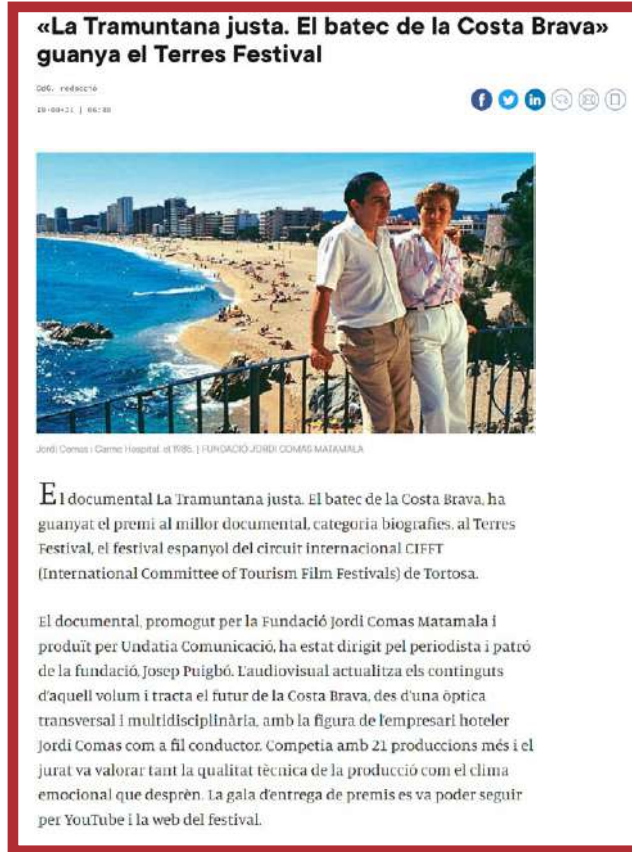 «La Tramuntana justa. El batec de la Costa Brava»
guanya el Terres Festival
DdG. redacció
Jordi Comas i Carme Hospital, el 1985. | FUNDACIÓ JORDI COMAS MATAMALA
El documental La Tramuntana justa. El batec de la Costa Brava, ha
guanyat el premi al millor documental, categoria biografies, al Terres
Festival, el festival espanyol del circuit internacional CIFFT
(International Committee of Tourism Film Festivals) de Tortosa.
El documental, promogut per la Fundació Jordi Comas Matamala i
produït per Undatia Comunicació, ha estat dirigit pel periodista i patró
de la fundació, Josep Puigbó. L'audiovisual actualitza els continguts
d'aquell volum i tracta el futur de la Costa Brava, des d'una òptica
transversal i multidisciplinària, amb la figura de l'empresari hoteler
Jordi Comas com a fil conductor. Competia amb 21 produccions més i el
jurat va valorar tant la qualitat tècnica de la producció com el clima
emocional que desprèn. La gala d'entrega de premis es va poder seguir
per YouTube i la web del festival.